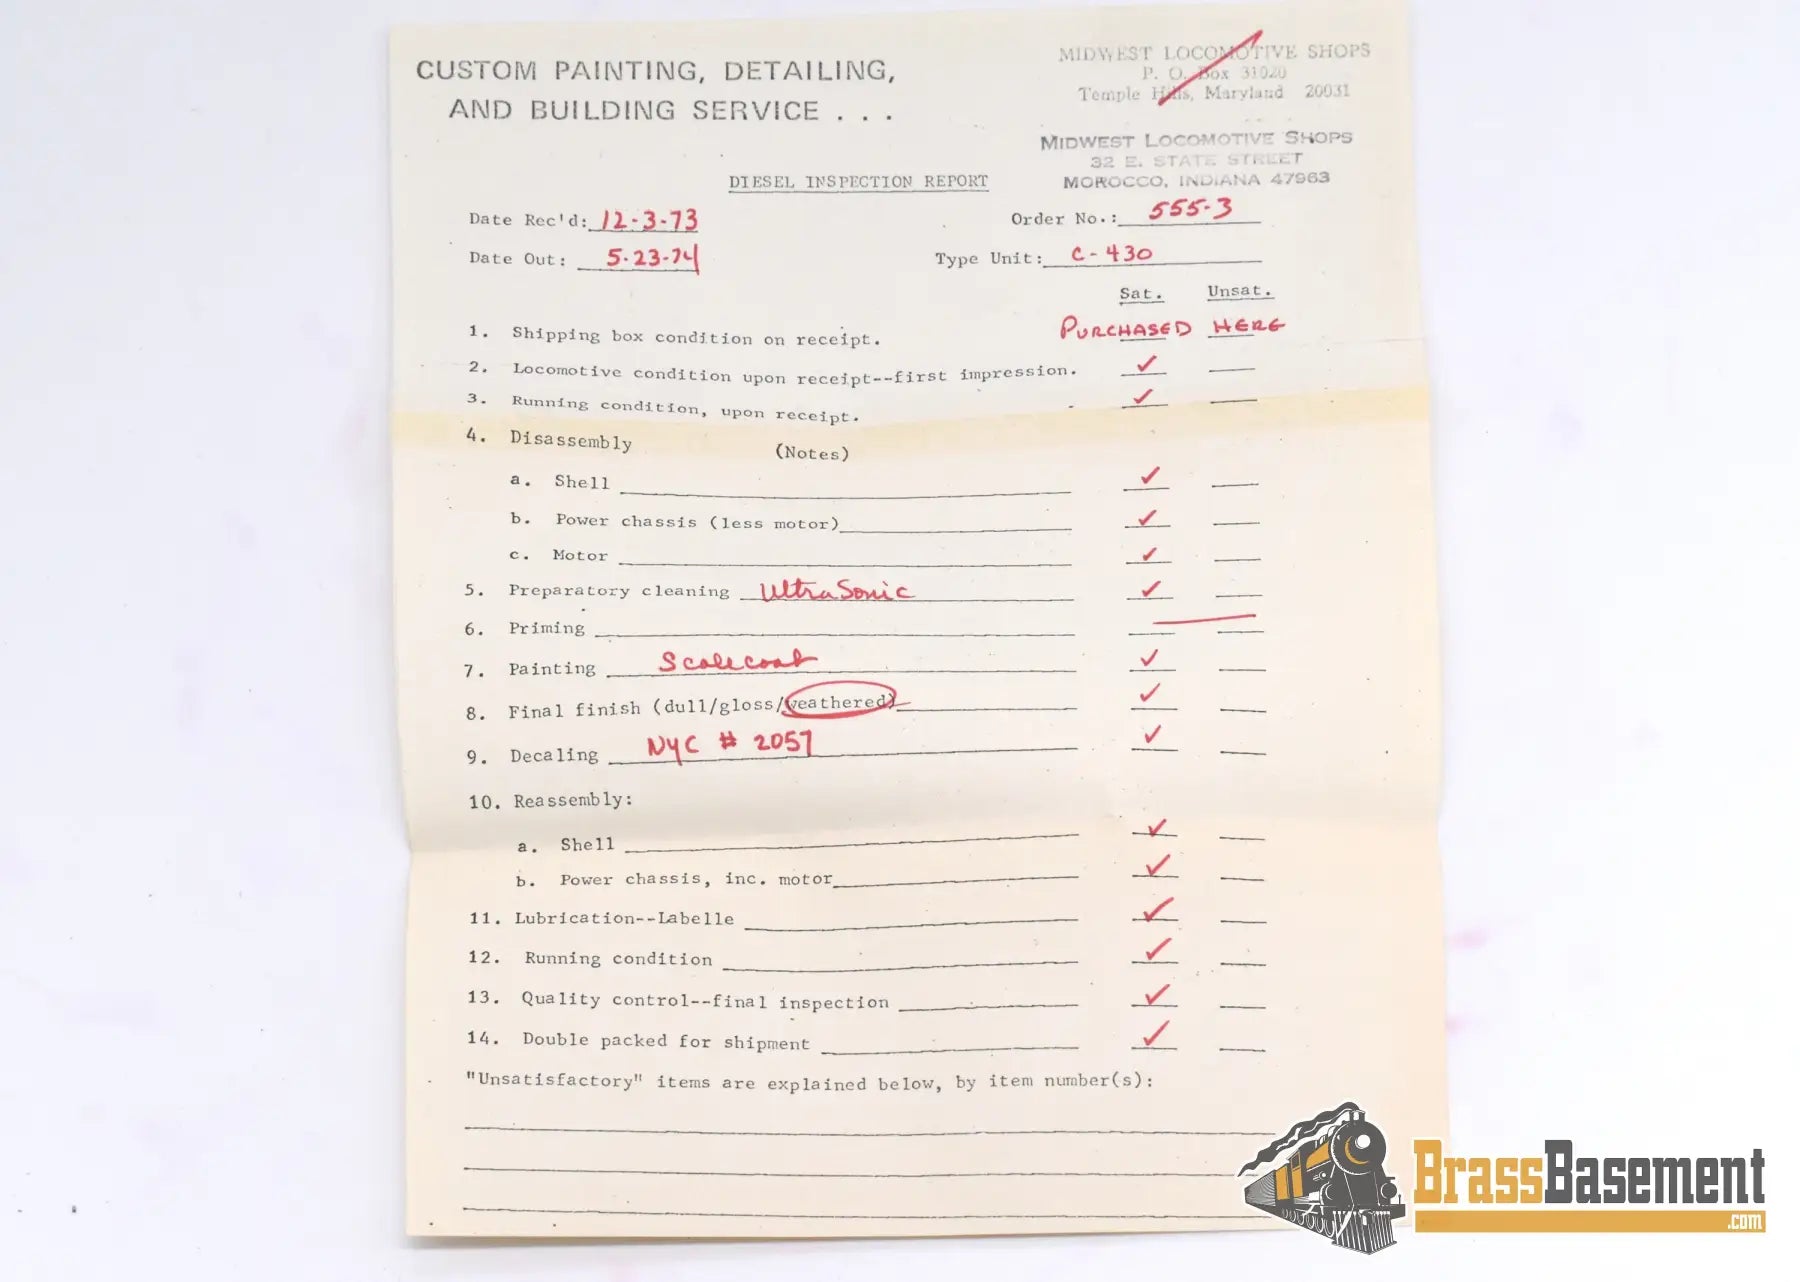 CUSTOM PAINTING, DETAILING,
AND BUILDING SERVICE . . .
MIDWEST LOCOMOTIVE SHOPS
P. O. Box 31020
Temple Hills, Maryland 20031
MIDWEST LOCOMOTIVE SHOPS
32 E. STATE STREET
MOROCCO, INDIANA 47963
DIESEL INSPECTION REPORT
Date Rec'd: 12-3-73 Order No.: 555-3
Date Out: 5-23-74 Type Unit: C-430
Sat. Unsat.
1. Shipping box condition on receipt. PURCHASED HERE
2. Locomotive condition upon receipt--first impression. ✓
3. Running condition, upon receipt. ✓
4. Disassembly (Notes)
a. Shell ✓
b. Power chassis (less motor) ✓
c. Motor ✓
5. Preparatory cleaning UltraSonic ✓
6. Priming
7. Painting Scalecoat ✓
8. Final finish (dull/gloss/weathered) ✓
9. Decaling NYC # 2057 ✓
10. Reassembly:
a. Shell ✓
b. Power chassis, inc. motor ✓
11. Lubrication--Labelle ✓
12. Running condition ✓
13. Quality control--final inspection ✓
14. Double packed for shipment ✓
"Unsatisfactory" items are explained below, by item number(s):
BrassBasement
.com